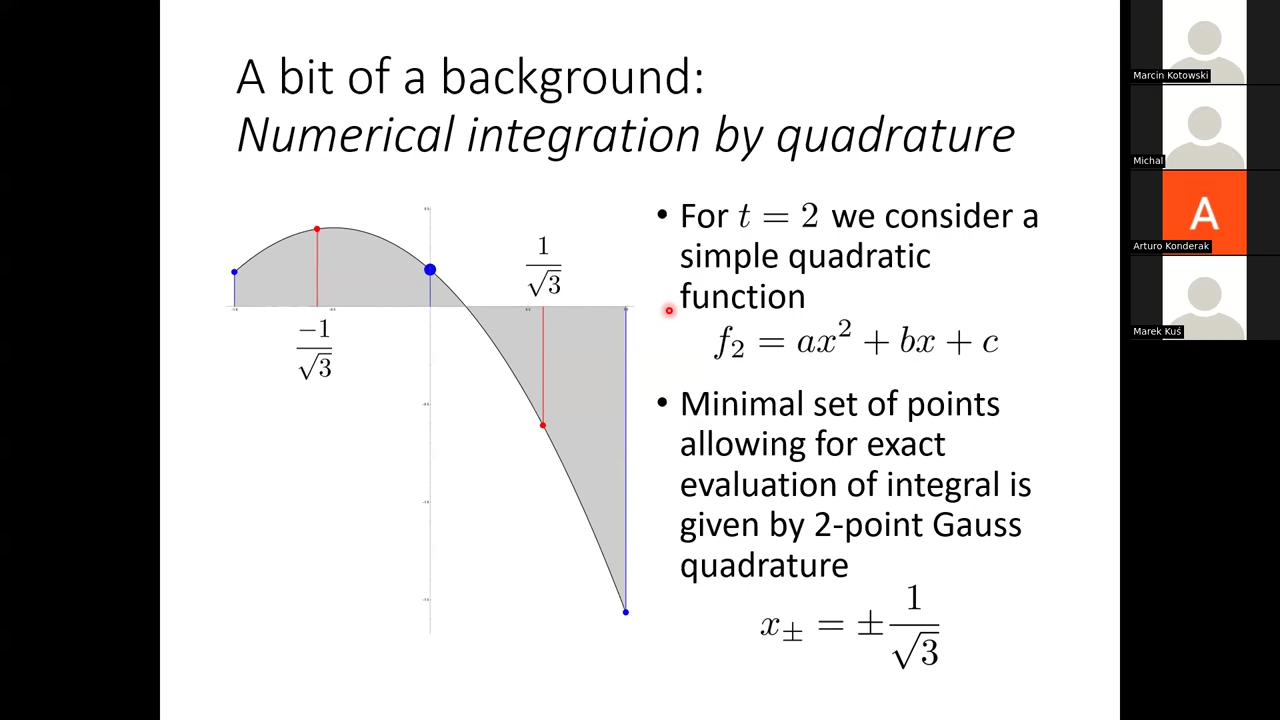 A bit of a background:
Numerical integration by quadrature
−1/√3
1/√3
• For t = 2 we consider a
simple quadratic
function
f₂ = ax² + bx + c
• Minimal set of points
allowing for exact
evaluation of integral is
given by 2-point Gauss
quadrature
x± = ± 1/√3
Marcin Kotowski
Michal
A
Arturo Konderak
Marek Kuś